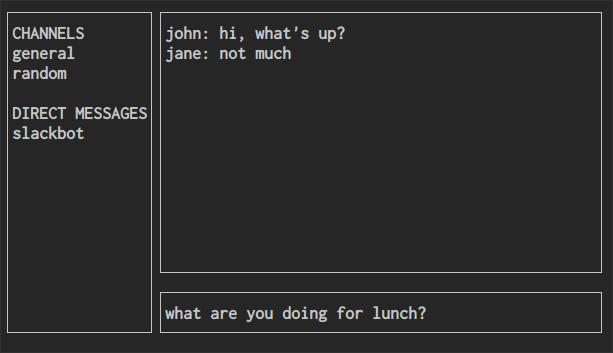 CHANNELS
general
random
DIRECT MESSAGES
slackbot
john: hi, what's up?
jane: not much
what are you doing for lunch?